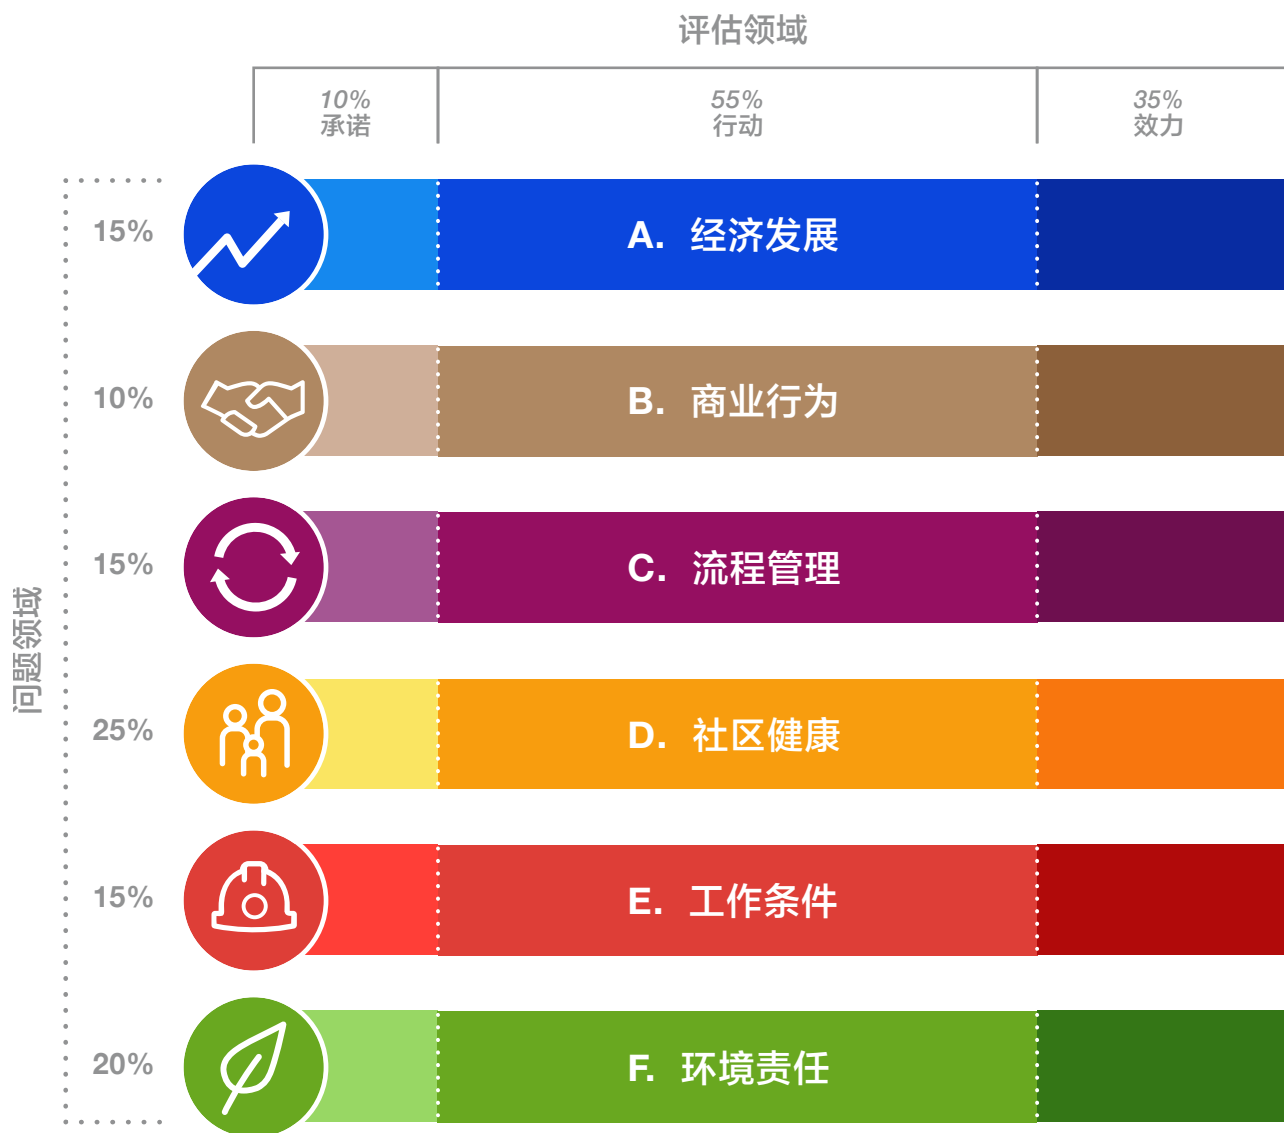 评估领域
10%
承诺
55%
行动
35%
效力
问题领域
15%
A. 经济发展
10%
B. 商业行为
15%
C. 流程管理
25%
D. 社区健康
15%
E. 工作条件
20%
F. 环境责任